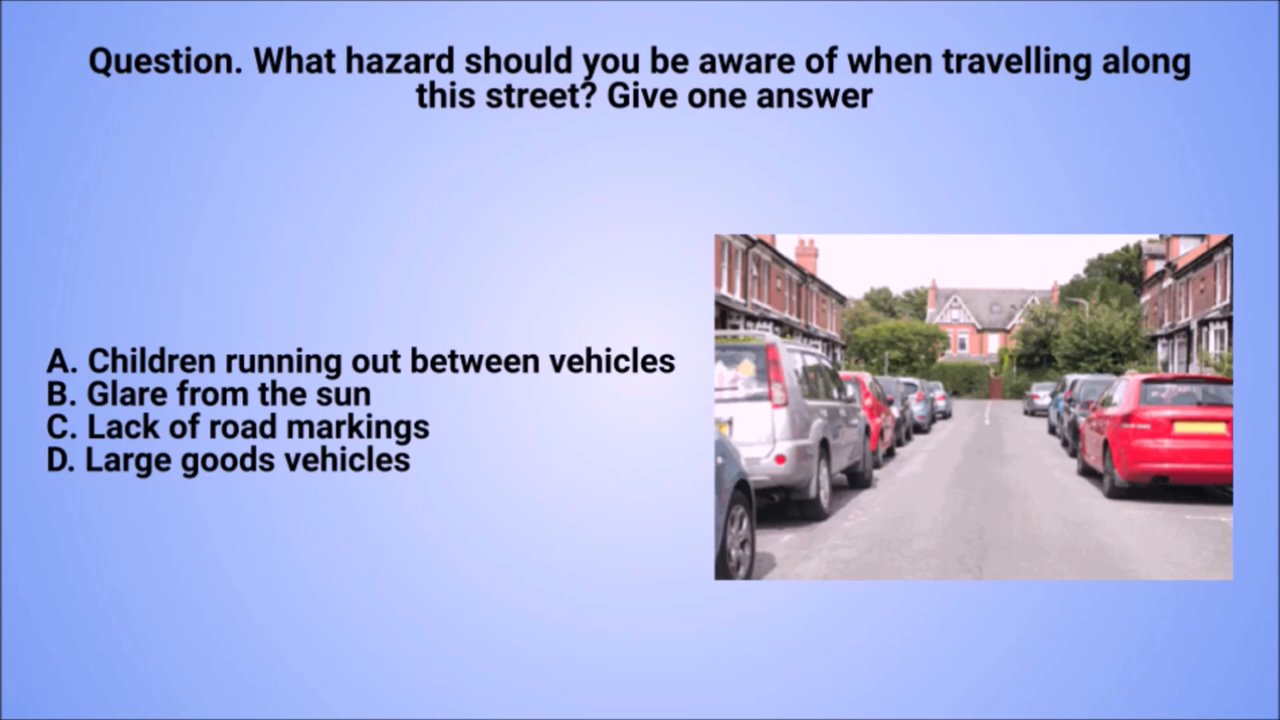 Question. What hazard should you be aware of when travelling along
this street? Give one answer
A. Children running out between vehicles
B. Glare from the sun
C. Lack of road markings
D. Large goods vehicles